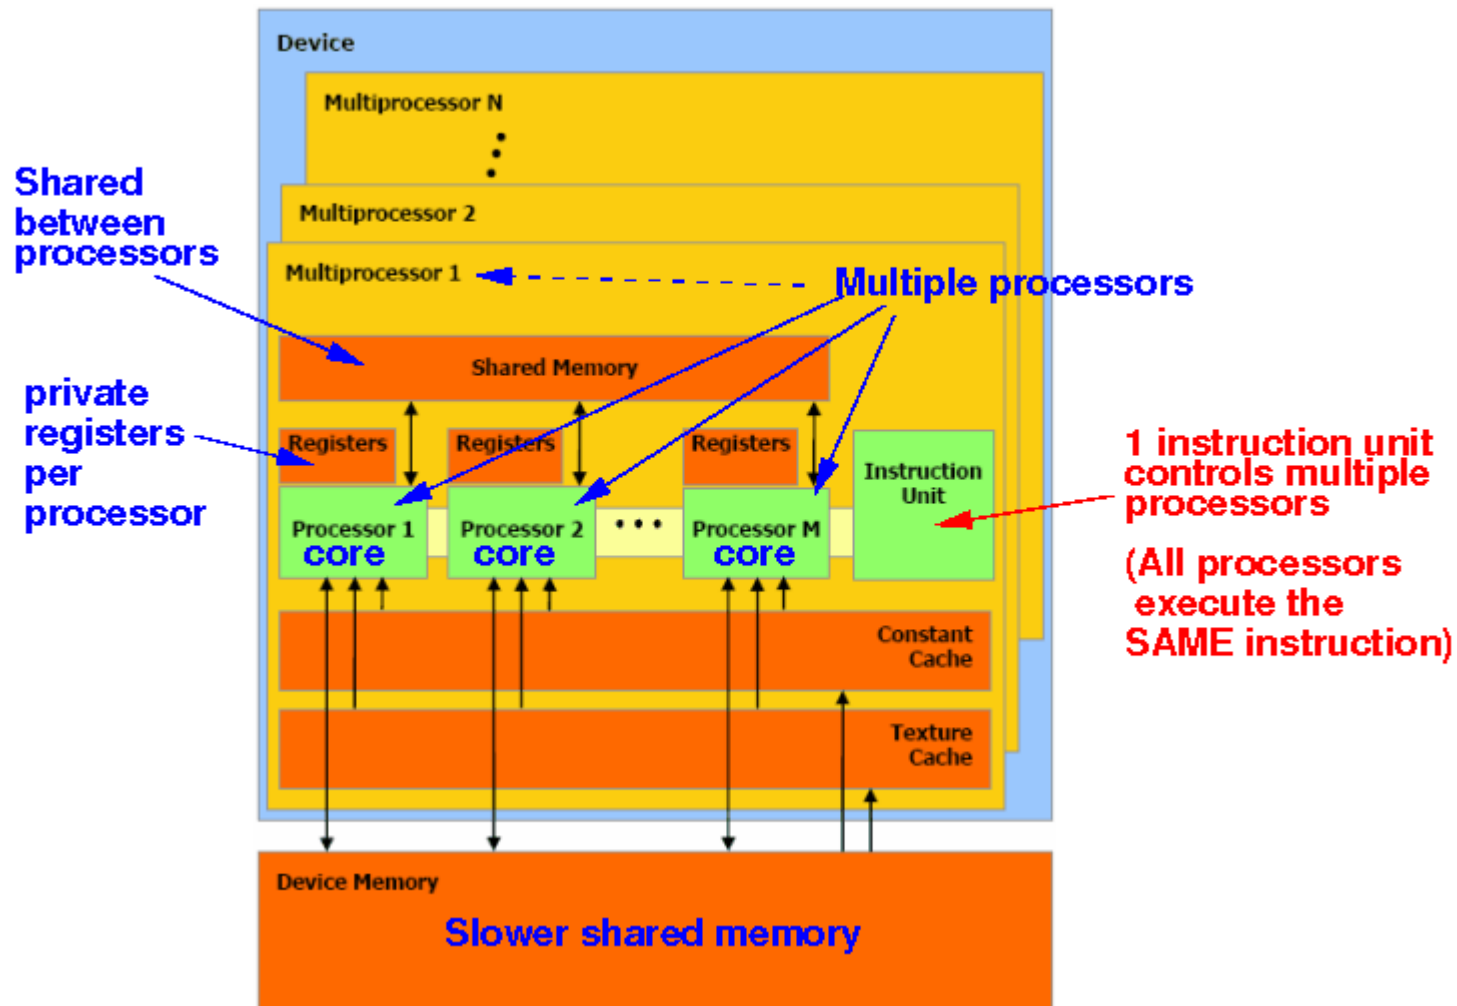 Device
Multiprocessor N
Shared
between
processors
Multiprocessor 2
Multiprocessor 1
Multiple processors
Shared Memory
private
registers
per
processor
Registers
Registers
Registers
Instruction
Unit
1 instruction unit
controls multiple
processors
Processor 1
core
Processor 2
core
Processor M
core
(All processors
execute the
SAME instruction)
Constant
Cache
Texture
Cache
Device Memory
Slower shared memory